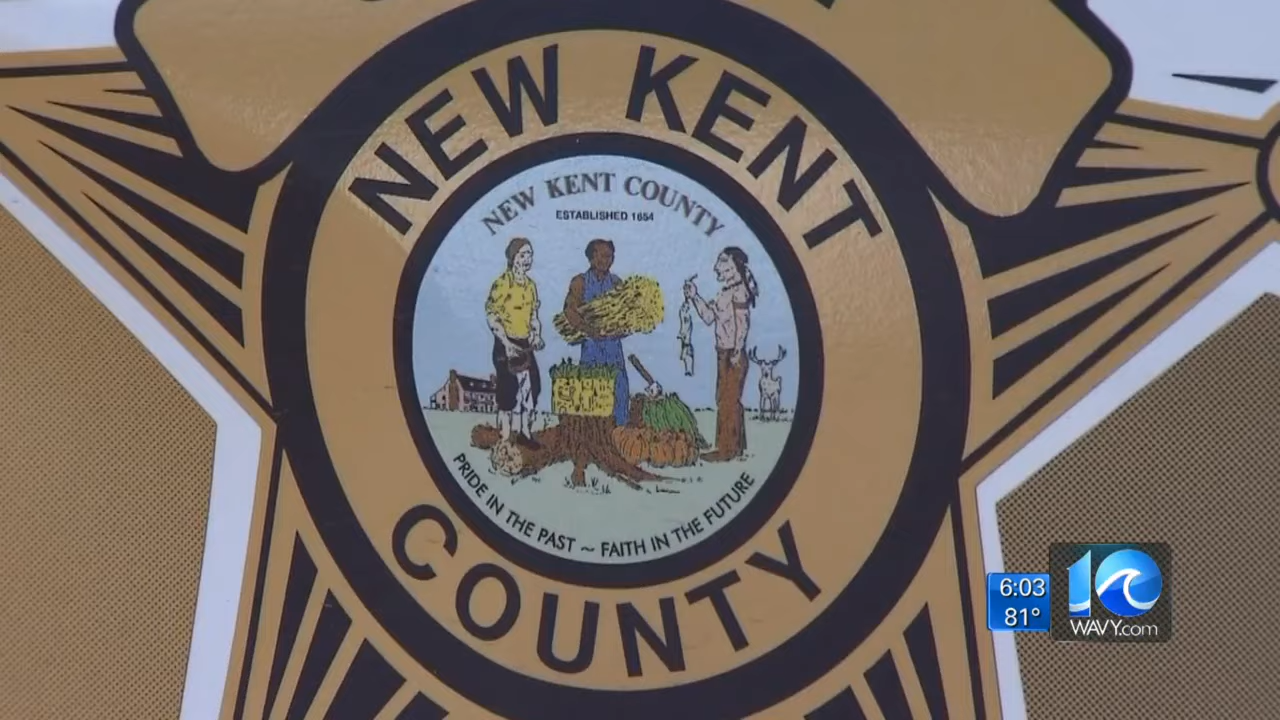 NEW KENT
NEW KENT COUNTY
ESTABLISHED 1654
PRIDE IN THE PAST ~ FAITH IN THE FUTURE
COUNTY
6:03
81°
10
WAVY.com